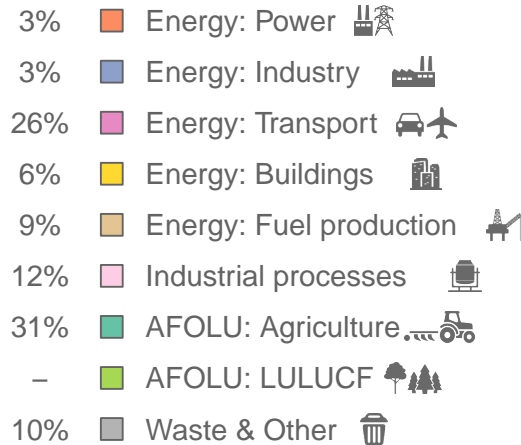 3% Energy: Power
3% Energy: Industry
26% Energy: Transport
6% Energy: Buildings
9% Energy: Fuel production
12% Industrial processes
31% AFOLU: Agriculture
– AFOLU: LULUCF
10% Waste & Other